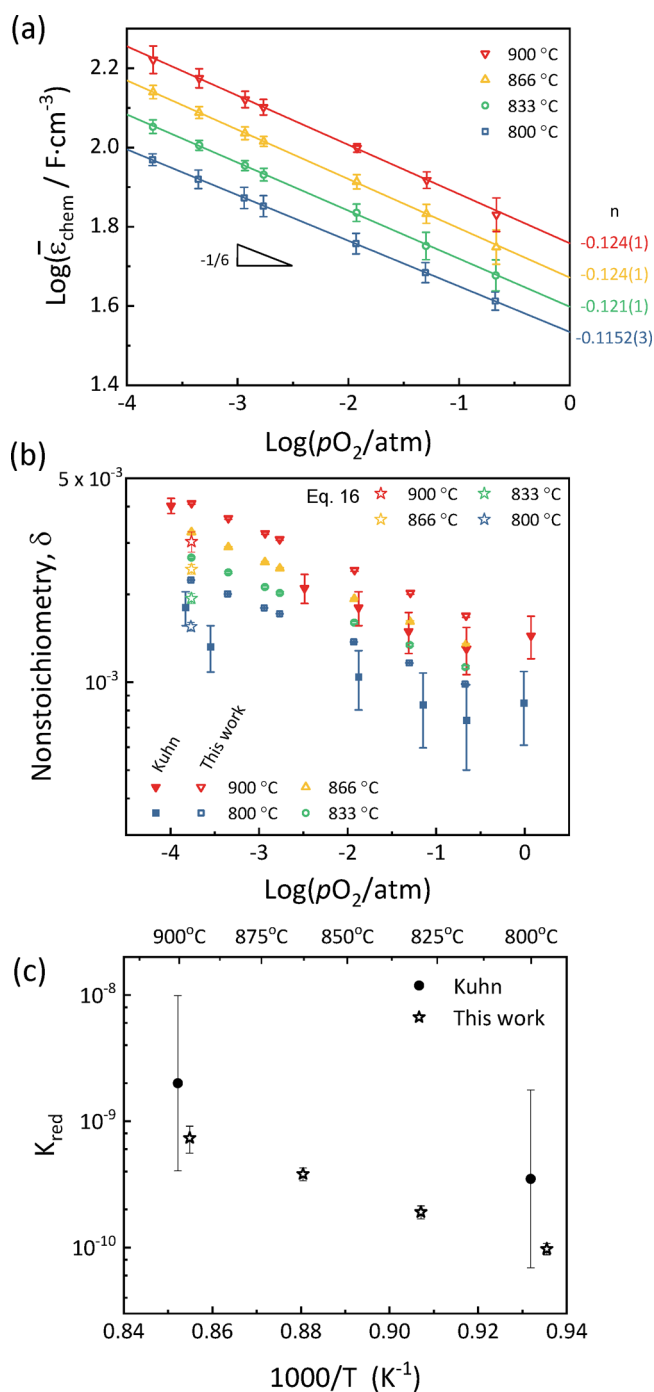 (a)
2.2
2.0
1.8
1.6
1.4
Log(ε̅chem / F·cm⁻³)
900 °C
866 °C
833 °C
800 °C
-1/6
n
-0.124(1)
-0.124(1)
-0.121(1)
-0.1152(3)
-4 -3 -2 -1 0
Log(pO₂/atm)
(b)
5 x 10⁻³
10⁻³
Nonstoichiometry, δ
Eq. 16
900 °C 833 °C
866 °C 800 °C
Kuhn This work
900 °C 866 °C
800 °C 833 °C
-4 -3 -2 -1 0
Log(pO₂/atm)
(c)
900°C 875°C 850°C 825°C 800°C
10⁻⁸
10⁻⁹
10⁻¹⁰
K_red
Kuhn
This work
0.84 0.86 0.88 0.90 0.92 0.94
1000/T (K⁻¹)